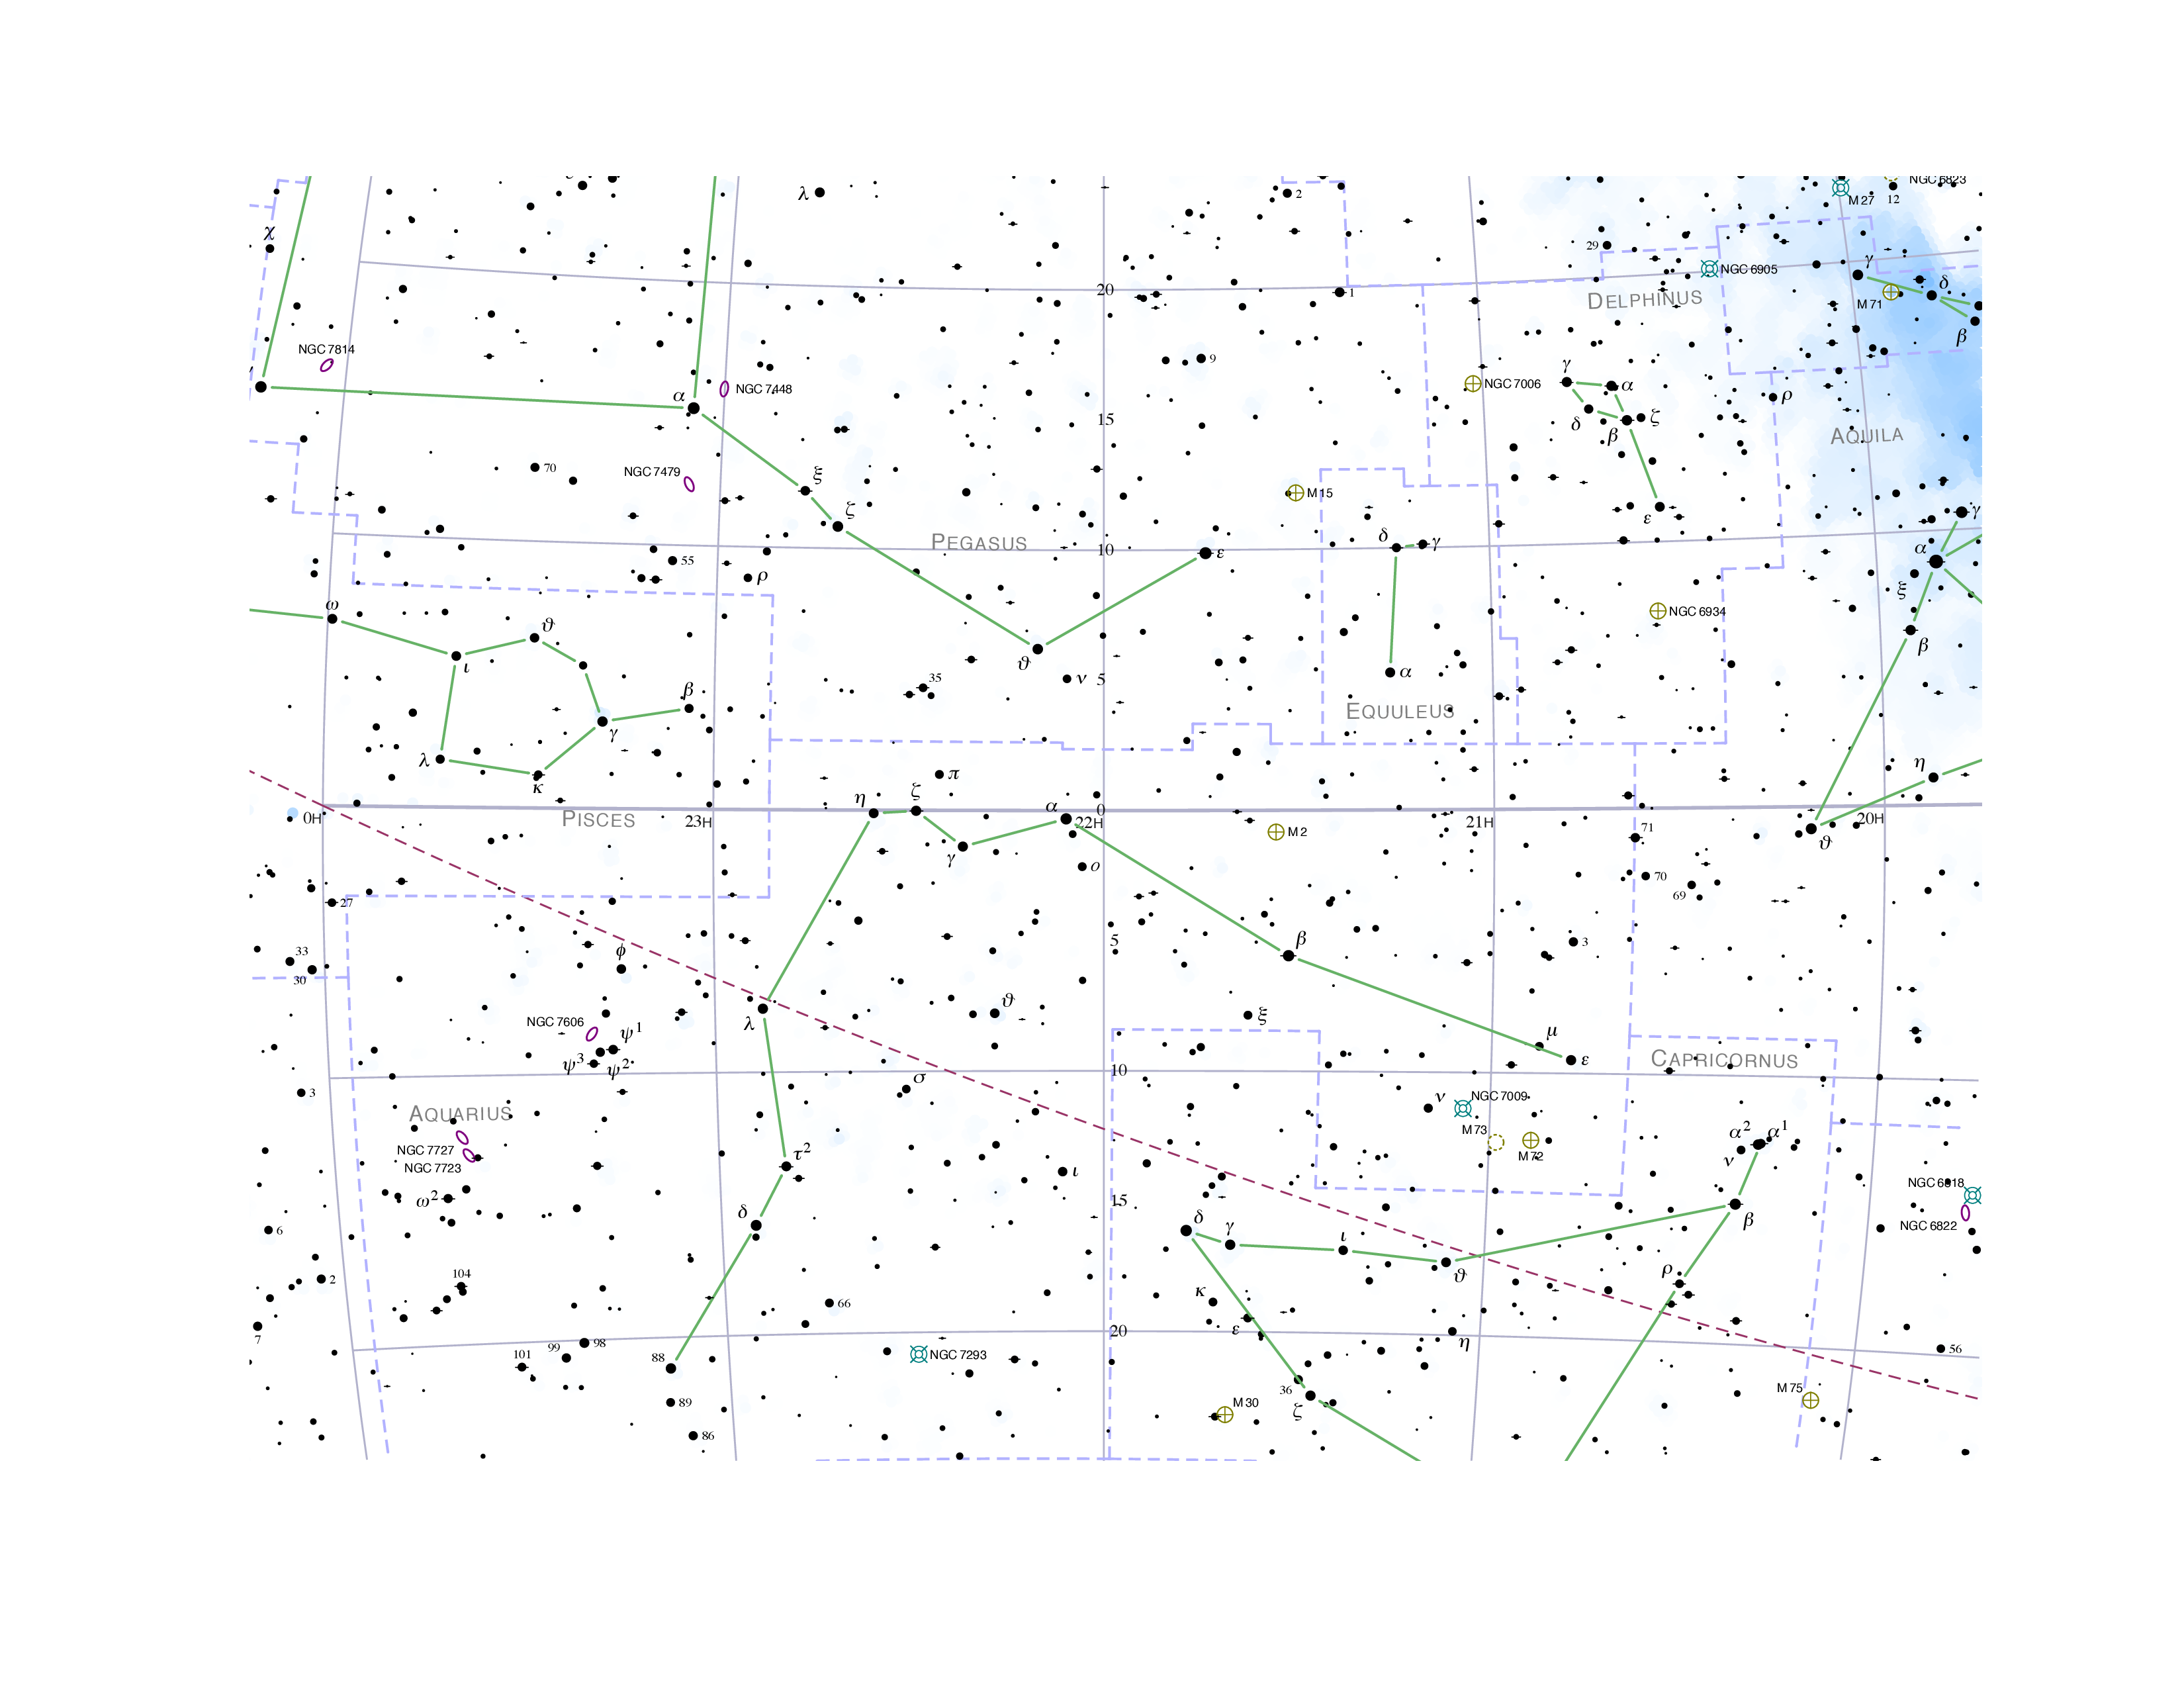 NGC 6823
M 27
12
λ
2
χ
29
γ
NGC 6905
δ
20
1
DELPHINUS
M 71
β
NGC 7814
9
γ
α
NGC 7006
α
NGC 7448
ρ
15
δ
ζ
β
AQUILA
70
NGC 7479
ξ
M 15
ζ
ε
γ
PEGASUS
δ
γ
α
10
ε
55
ρ
ξ
ω
NGC 6934
ϑ
β
ι
ϑ
α
35
ν
5
β
EQUULEUS
γ
λ
π
η
κ
η
ζ
α
0
0H
PISCES
23H
22H
M 2
21H
71
20H
ϑ
γ
ο
70
69
27
5
β
3
33
φ
30
ϑ
NGC 7606
ψ1
λ
ξ
μ
ψ3
ψ2
ε
CAPRICORNUS
10
σ
3
ν
NGC 7009
AQUARIUS
M 73
α2
α1
NGC 7727
τ2
M 72
ν
NGC 7723
ι
ω2
NGC 6818
15
6
δ
δ
γ
β
NGC 6822
ι
ϑ
ρ
104
2
κ
66
7
ε
20
η
98
99
101
88
NGC 7293
56
36
M 75
89
M 30
ζ
86